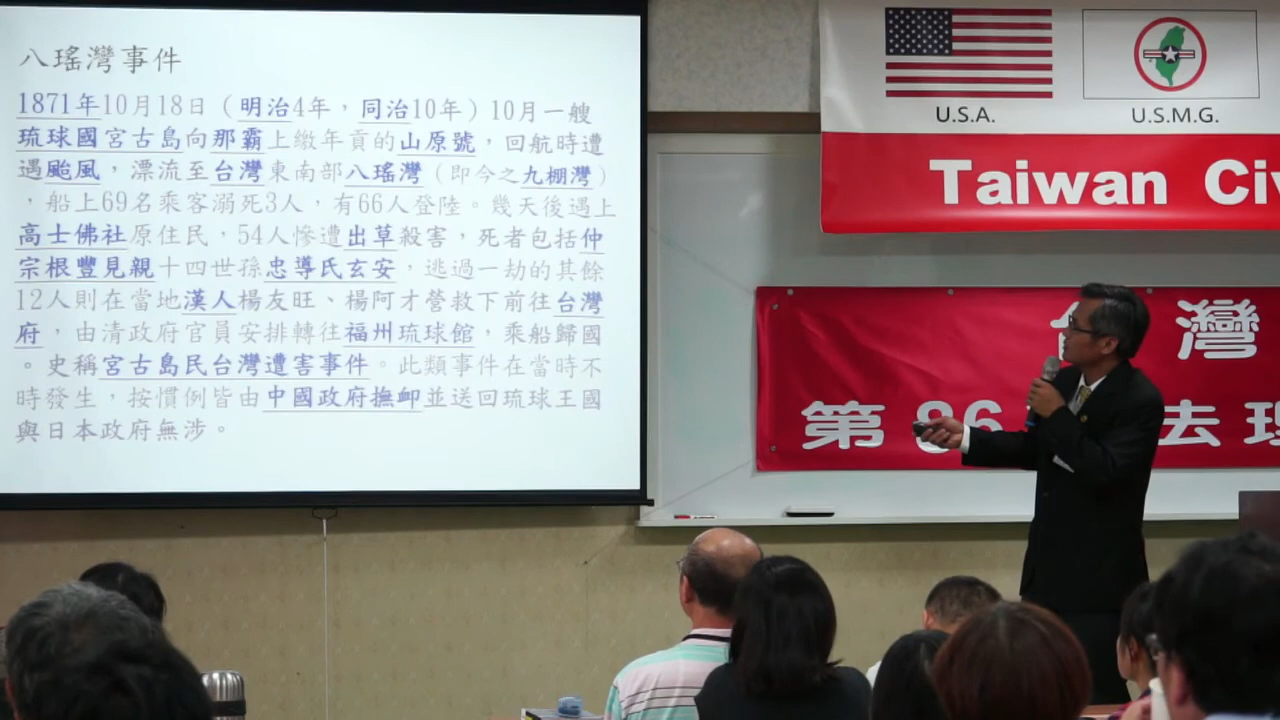 八瑤灣事件
1871年10月18日（明治4年，同治10年）10月一艘
琉球國宮古島向那霸上繳年貢的山原號，回航時遭
遇颱風，漂流至台灣東南部八瑤灣（即今之九棚灣）
，船上69名乘客溺死3人，有66人登陸。幾天後遇上
高士佛社原住民，54人慘遭出草殺害，死者包括仲
宗根豐見親十四世孫忠導氏玄安，逃過一劫的其餘
12人則在當地漢人楊友旺、楊阿才營救下前往台灣
府，由清政府官員安排轉往福州琉球館，乘船歸國
。史稱宮古島民台灣遭害事件。此類事件在當時不
時發生，按慣例皆由中國政府撫卹並送回琉球王國
與日本政府無涉。
U.S.A.
U.S.M.G.
Taiwan Civ
灣
第 86 去理